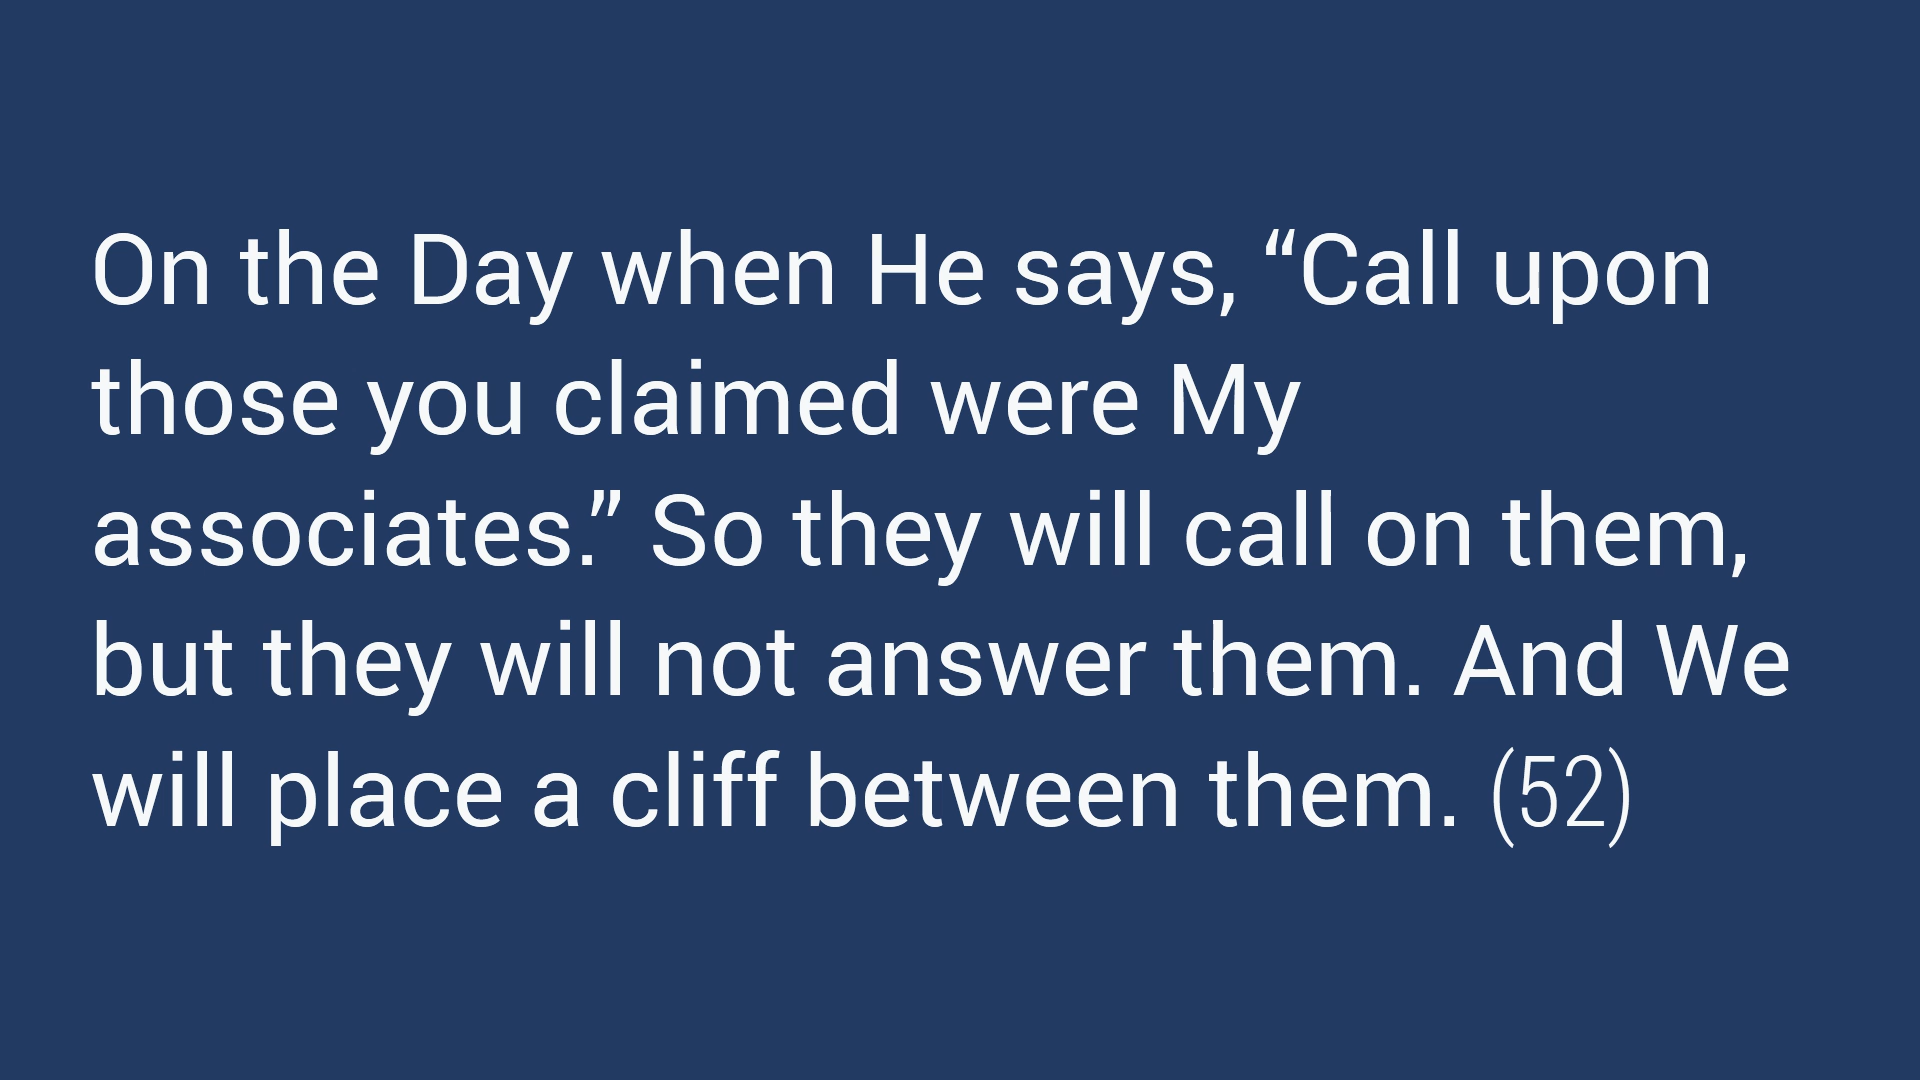 On the Day when He says, “Call upon
those you claimed were My
associates.” So they will call on them,
but they will not answer them. And We
will place a cliff between them. (52)